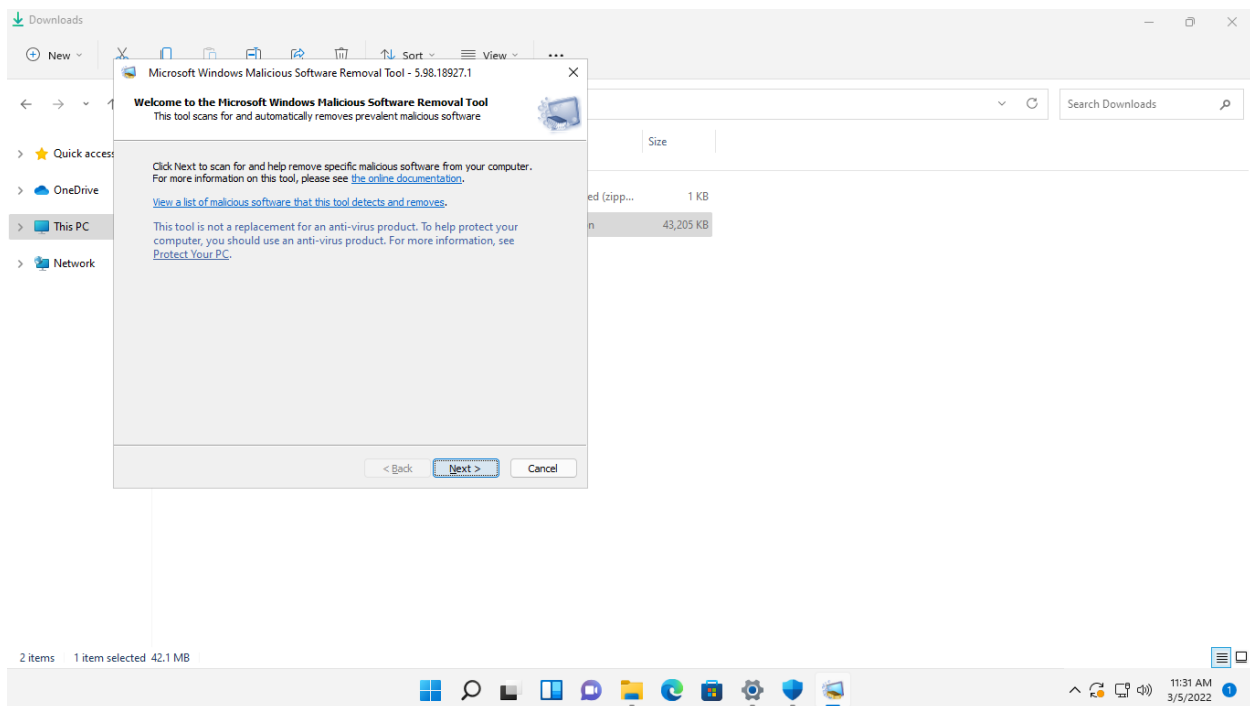 Downloads
New
Sort
View
...
Microsoft Windows Malicious Software Removal Tool - 5.98.18927.1
Welcome to the Microsoft Windows Malicious Software Removal Tool
This tool scans for and automatically removes prevalent malicious software
Search Downloads
Size
Quick access
Click Next to scan for and help remove specific malicious software from your computer.
For more information on this tool, please see the online documentation.
OneDrive
ed (zipp... 1 KB
View a list of malicious software that this tool detects and removes.
This PC
n 43,205 KB
This tool is not a replacement for an anti-virus product. To help protect your
computer, you should use an anti-virus product. For more information, see
Protect Your PC.
Network
< Back Next > Cancel
2 items 1 item selected 42.1 MB
11:31 AM
3/5/2022
1